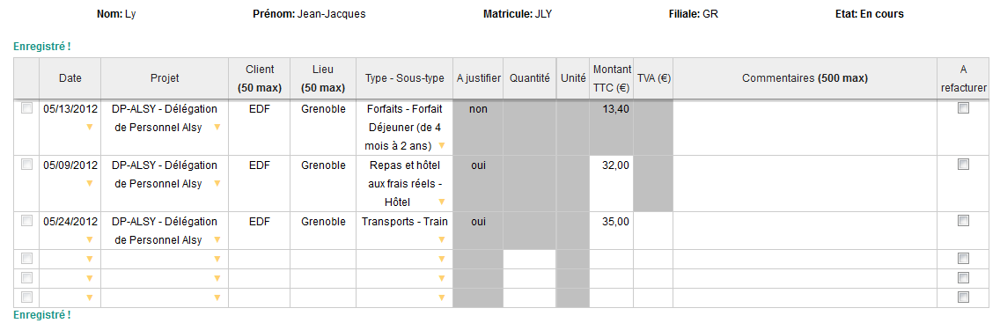 Nom: Ly Prénom: Jean-Jacques Matricule: JLY Filiale: GR Etat: En cours
Enregistré !
Date Projet Client (50 max) Lieu (50 max) Type - Sous-type A justifier Quantité Unité Montant TTC (€) TVA (€) Commentaires (500 max) A refacturer
05/13/2012 DP-ALSY - Délégation de Personnel Alsy EDF Grenoble Forfaits - Forfait Déjeuner (de 4 mois à 2 ans) non 13,40
05/09/2012 DP-ALSY - Délégation de Personnel Alsy EDF Grenoble Repas et hôtel aux frais réels - Hôtel oui 32,00
05/24/2012 DP-ALSY - Délégation de Personnel Alsy EDF Grenoble Transports - Train oui 35,00
Enregistré !